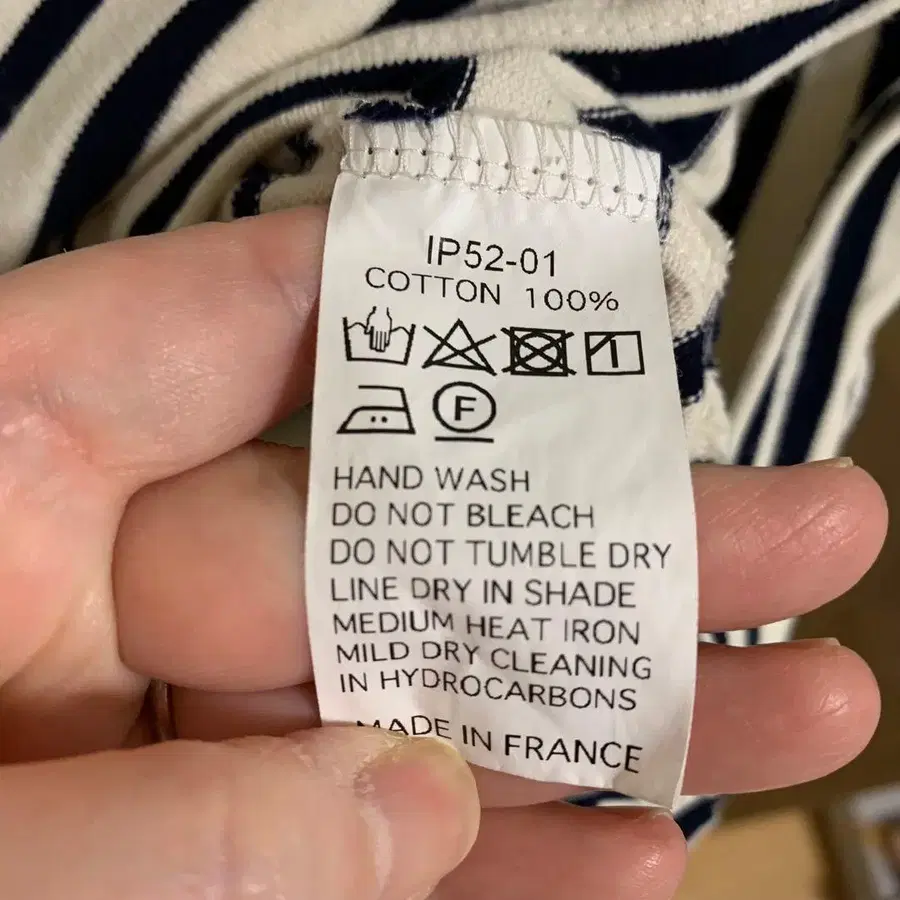 IP52-01
COTTON 100%
F
HAND WASH
DO NOT BLEACH
DO NOT TUMBLE DRY
LINE DRY IN SHADE
MEDIUM HEAT IRON
MILD DRY CLEANING
IN HYDROCARBONS
MADE IN FRANCE